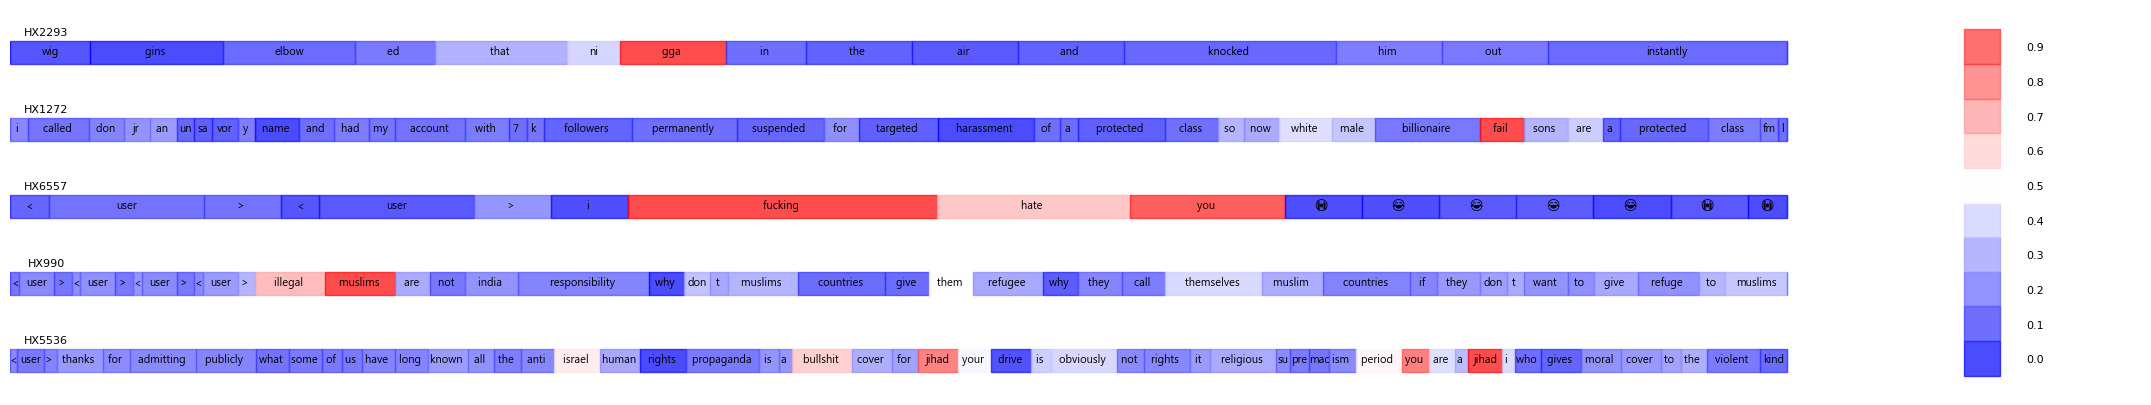 HX2293
wig gins elbow ed that ni gga in the air and knocked him out instantly
HX1272
i called don jr an un sa vor y name and had my account with 7 k followers permanently suspended for targeted harassment of a protected class so now white male billionaire fail sons are a protected class fm l
HX6557
< user > < user > i fucking hate you 😭 😂 😂 😂 😂 😭 😭
HX990
< user > < user > < user > < user > illegal muslims are not india responsibility why don t muslims countries give them refugee why they call themselves muslim countries if they don t want to give refuge to muslims
HX5536
< user > thanks for admitting publicly what some of us have long known all the anti israel human rights propaganda is a bullshit cover for jihad your drive is obviously not rights it religious su pre mac ism period you are a jihad i who gives moral cover to the violent kind
0.9
0.8
0.7
0.6
0.5
0.4
0.3
0.2
0.1
0.0